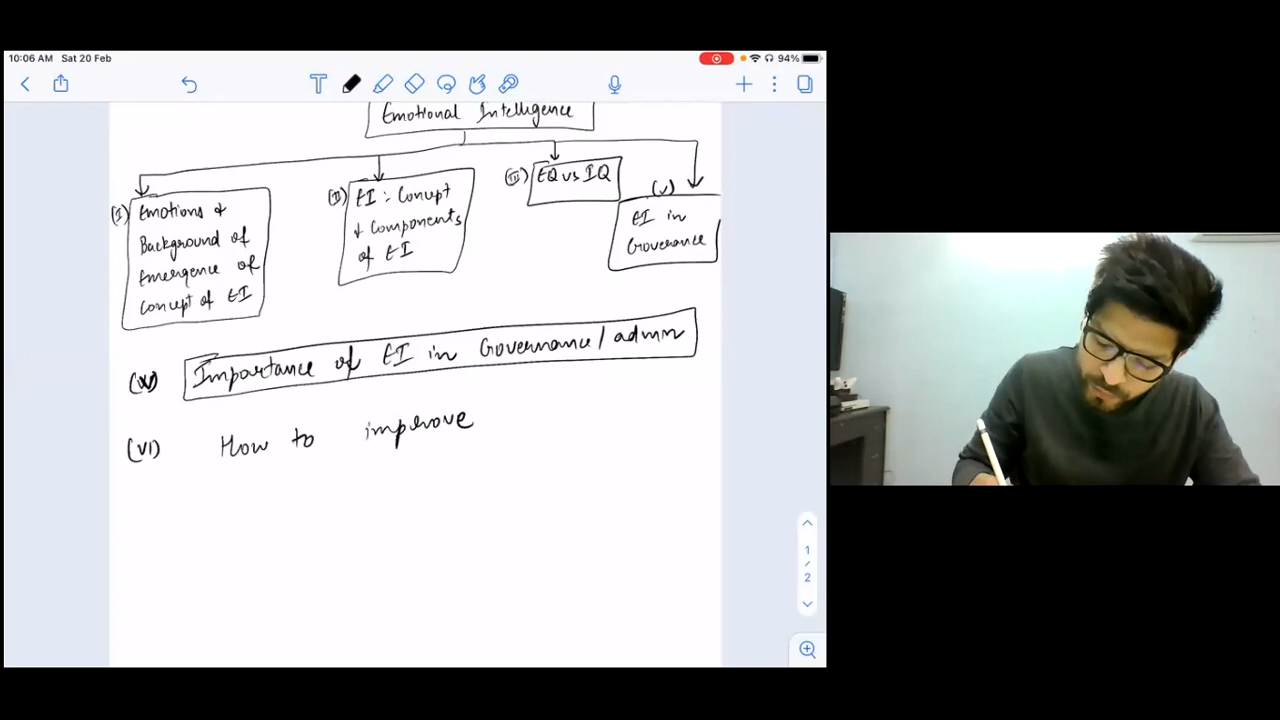 10:06 AM Sat 20 Feb
94%
T
Emotional Intelligence
(I) Emotions &
Background of
Emergence of
Concept of EI
(II) EI : Concept
& Components
of EI
(III) EQ vs IQ
(V)
EI in
Goverance
(V) Importance of EI in Governance/admn
(VI) How to improve
1
/
2